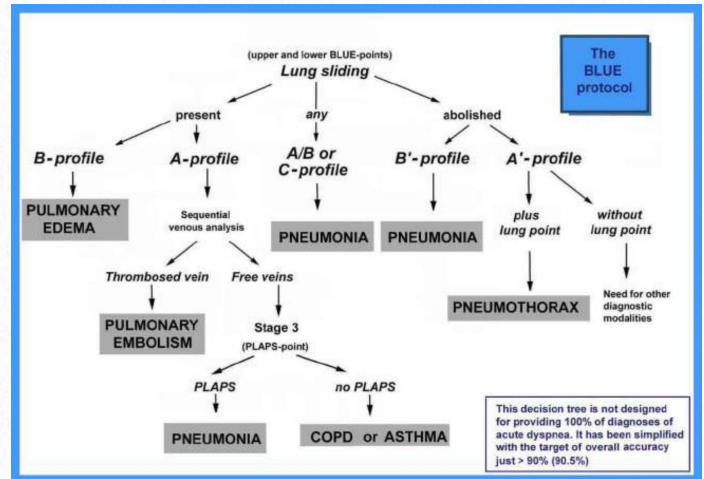 (upper and lower BLUE-points)
Lung sliding
The
BLUE
protocol
present
any
abolished
B-profile
A-profile
A/B or
C-profile
B'-profile
A'-profile
PULMONARY
EDEMA
Sequential
venous analysis
PNEUMONIA
PNEUMONIA
plus
lung point
without
lung point
Thrombosed vein
Free veins
PNEUMOTHORAX
Need for other
diagnostic
modalities
PULMONARY
EMBOLISM
Stage 3
(PLAPS-point)
PLAPS
no PLAPS
PNEUMONIA
COPD or ASTHMA
This decision tree is not designed
for providing 100% of diagnoses of
acute dyspnea. It has been simplified
with the target of overall accuracy
just > 90% (90.5%)